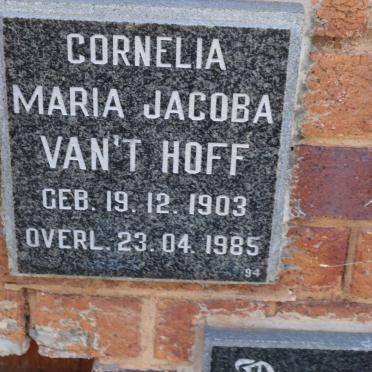 CORNELIA
MARIA JACOBA
VAN'T HOFF
GEB. 19. 12. 1903
OVERL. 23. 04. 1985
94